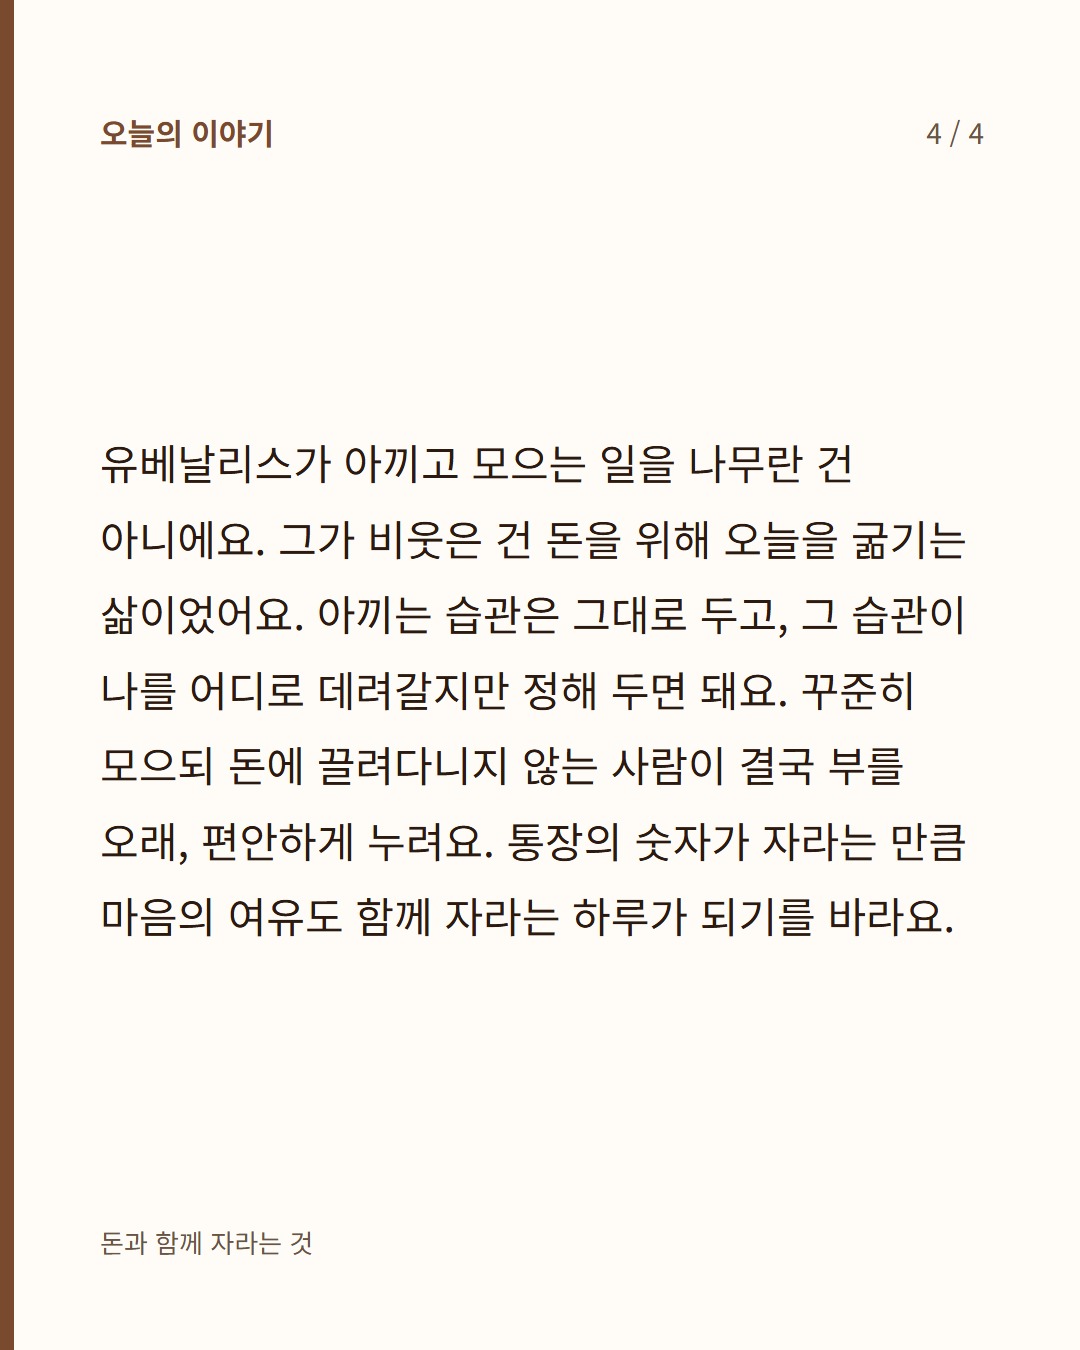 오늘의 이야기
4 / 4
유베날리스가 아끼고 모으는 일을 나무란 건
아니에요. 그가 비웃은 건 돈을 위해 오늘을 굶기는
삶이었어요. 아끼는 습관은 그대로 두고, 그 습관이
나를 어디로 데려갈지만 정해 두면 돼요. 꾸준히
모으되 돈에 끌려다니지 않는 사람이 결국 부를
오래, 편안하게 누려요. 통장의 숫자가 자라는 만큼
마음의 여유도 함께 자라는 하루가 되기를 바라요.
돈과 함께 자라는 것